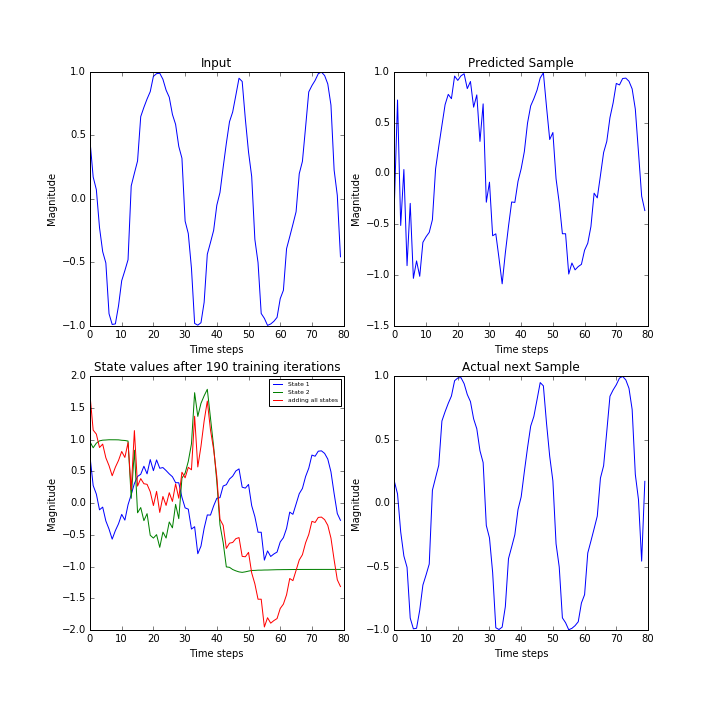 Input
1.0
0.5
0.0
−0.5
−1.0
Magnitude
0 10 20 30 40 50 60 70 80
Time steps
Predicted Sample
1.0
0.5
0.0
−0.5
−1.0
−1.5
Magnitude
0 10 20 30 40 50 60 70 80
Time steps
State values after 190 training iterations
2.0
1.5
1.0
0.5
0.0
−0.5
−1.0
−1.5
−2.0
Magnitude
State 1
State 2
adding all states
0 10 20 30 40 50 60 70 80
Time steps
Actual next Sample
1.0
0.5
0.0
−0.5
−1.0
Magnitude
0 10 20 30 40 50 60 70 80
Time steps